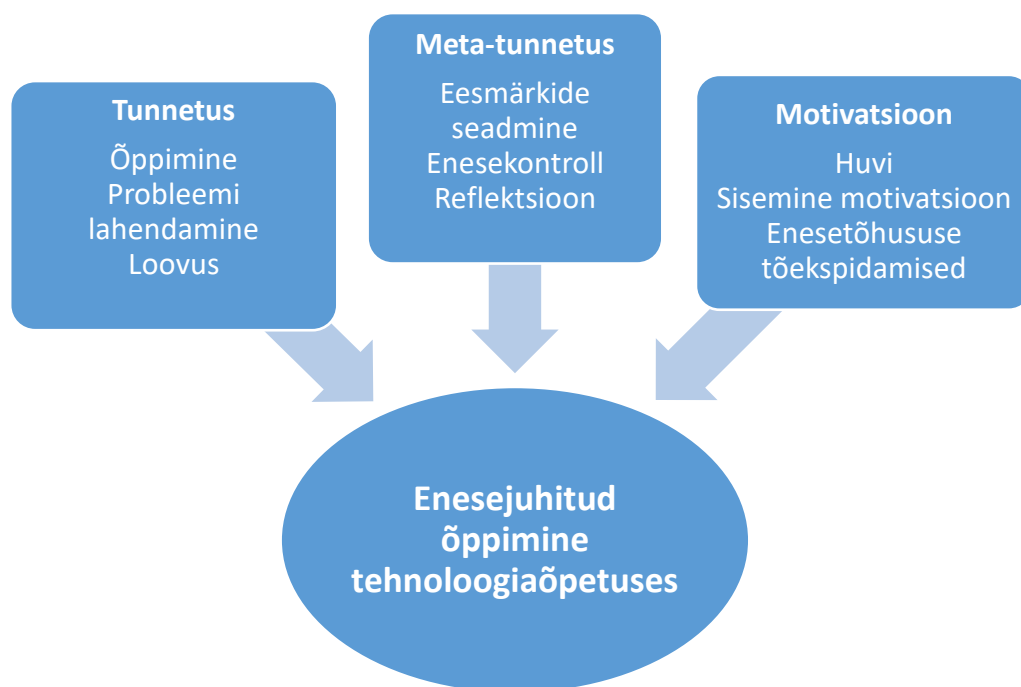 Tunnetus
Õppimine
Probleemi
lahendamine
Loovus
Meta-tunnetus
Eesmärkide
seadmine
Enesekontroll
Reflektsioon
Motivatsioon
Huvi
Sisemine motivatsioon
Enesetõhususe
tõekspidamised
Enesejuhitud
õppimine
tehnoloogiaõpetuses